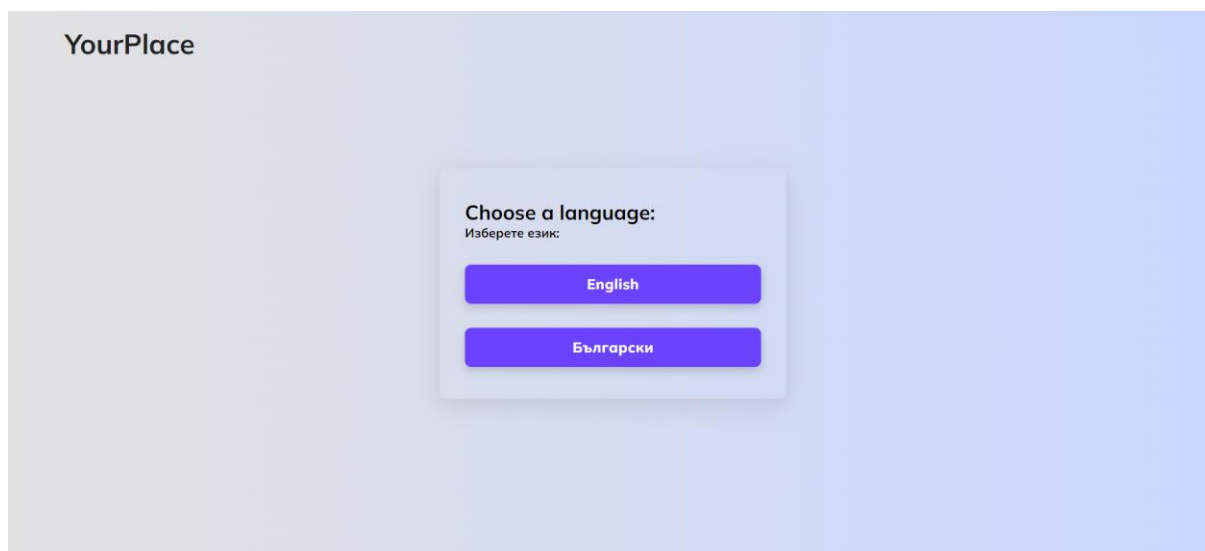 YourPlace
Choose a language:
Изберете език:
English
Български